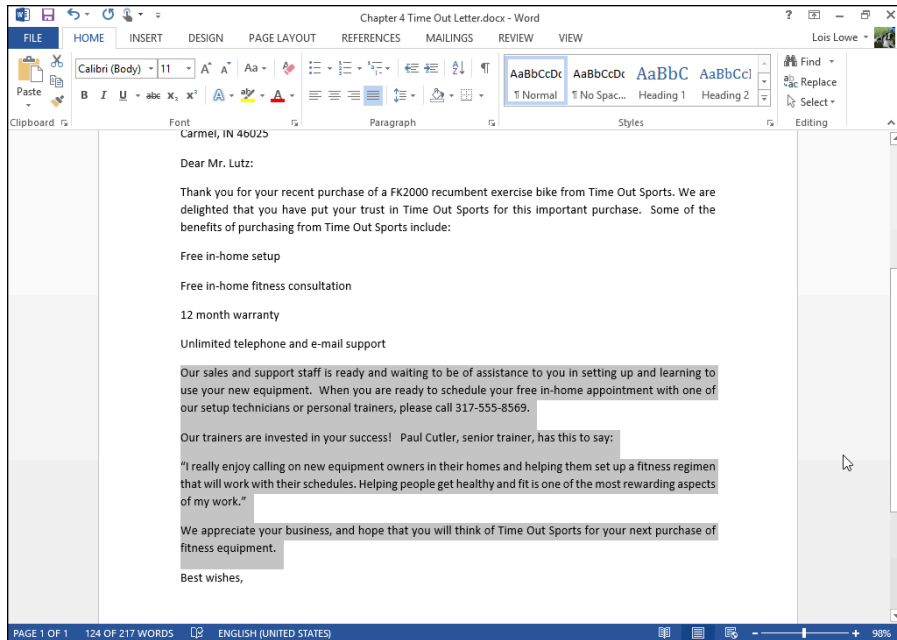 Chapter 4 Time Out Letter.docx - Word
?
FILE HOME INSERT DESIGN PAGE LAYOUT REFERENCES MAILINGS REVIEW VIEW Lois Lowe
Calibri (Body) 11 A A Aa Find
AaBbCcDc AaBbCcDc AaBbC AaBbCcl
Replace
Paste B I U abc X₂ X² A aby A ¶ Normal ¶ No Spac... Heading 1 Heading 2 Select
Clipboard Font Paragraph Styles Editing
Carmel, IN 46025
Dear Mr. Lutz:
Thank you for your recent purchase of a FK2000 recumbent exercise bike from Time Out Sports. We are
delighted that you have put your trust in Time Out Sports for this important purchase. Some of the
benefits of purchasing from Time Out Sports include:
Free in-home setup
Free in-home fitness consultation
12 month warranty
Unlimited telephone and e-mail support
Our sales and support staff is ready and waiting to be of assistance to you in setting up and learning to
use your new equipment. When you are ready to schedule your free in-home appointment with one of
our setup technicians or personal trainers, please call 317-555-8569.
Our trainers are invested in your success! Paul Cutler, senior trainer, has this to say:
“I really enjoy calling on new equipment owners in their homes and helping them set up a fitness regimen
that will work with their schedules. Helping people get healthy and fit is one of the most rewarding aspects
of my work.”
We appreciate your business, and hope that you will think of Time Out Sports for your next purchase of
fitness equipment.
Best wishes,
PAGE 1 OF 1 124 OF 217 WORDS ENGLISH (UNITED STATES) 98%